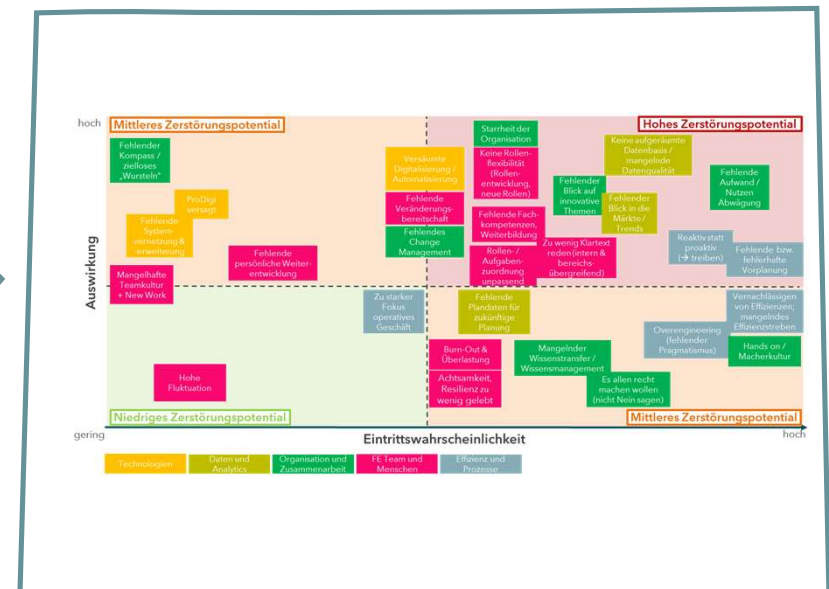 hoch
Mittleres Zerstörungspotential
Hohes Zerstörungspotential
Fehlender
Kompass /
zielloses
„Wursteln“
ProDigi
versagt
Fehlende
System-
vernetzung &
-erweiterung
Mangelhafte
Teamkultur
+ New Work
Fehlende
persönliche Weiter-
entwicklung
Versäumte
Digitalisierung /
Automatisierung
Fehlende
Veränderungs-
bereitschaft
Fehlendes
Change
Management
Starrheit der
Organisation
Keine Rollen-
flexibilität
(Rollen-
entwicklung,
neue Rollen)
Fehlende Fach-
kompetenzen,
Weiterbildung
Rollen-/
Aufgaben-
zuordnung
unpassend
Fehlender
Blick auf
innovative
Themen
Zu wenig Klartext
reden (intern &
bereichs-
übergreifend)
Keine aufgeräumte
Datenbasis /
mangelnde
Datenqualität
Fehlender
Blick in die
Märkte /
Trends
Fehlende
Aufwand /
Nutzen
Abwägung
Reaktiv statt
proaktiv
(→ treiben)
Fehlende bzw.
fehlerhafte
Vorplanung
Auswirkung
Zu starker
Fokus
operatives
Geschäft
Hohe
Fluktuation
Fehlende
Plandaten für
zukünftige
Planung
Burn-Out &
Überlastung
Achtsamkeit,
Resilienz zu
wenig gelebt
Mangelnder
Wissenstransfer /
Wissensmanagement
Es allen recht
machen wollen
(nicht Nein sagen)
Overengineering
(fehlender
Pragmatismus)
Vernachlässigen
von Effizienzen;
mangelndes
Effizienzstreben
Hands on /
Macherkultur
Niedriges Zerstörungspotential
Mittleres Zerstörungspotential
gering
Eintrittswahrscheinlichkeit
hoch
Technologien
Daten und
Analytics
Organisation und
Zusammenarbeit
FE Team und
Menschen
Effizienz und
Prozesse